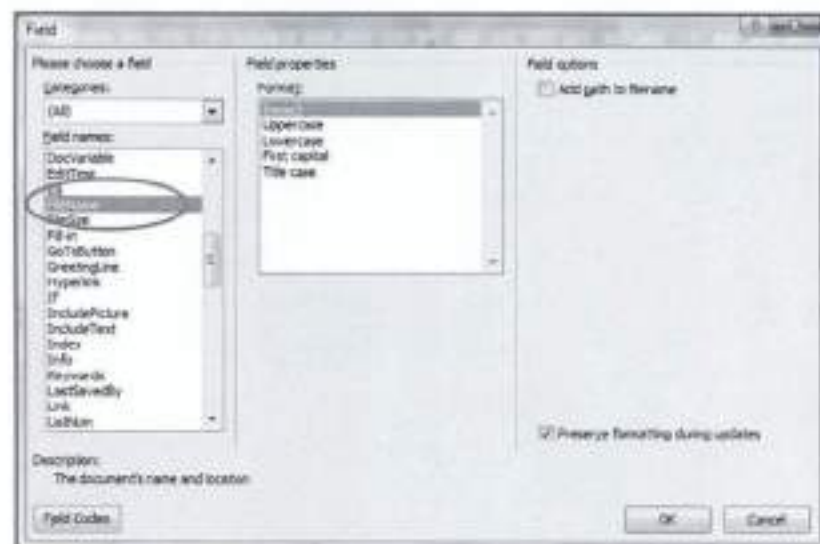 Field
Please choose a field
Categories:
(All)
Field names:
DocVariable
EditTime
FileName
FileSize
Fill-in
GoToButton
GreetingLine
Hyperlink
IF
IncludePicture
IncludeText
Index
Info
Keywords
LastSavedBy
Link
ListNum
Description:
The document's name and location
Field Codes
Field properties
Format:
Uppercase
Lowercase
First capital
Title case
Field options
Add path to filename
Preserve formatting during updates
OK
Cancel